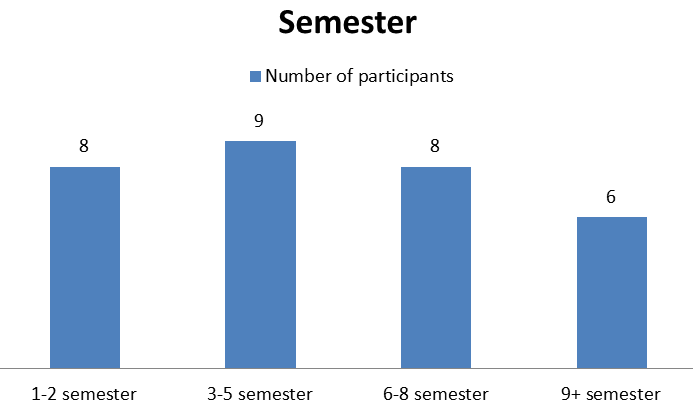 Semester
Number of participants
8
9
8
6
1-2 semester
3-5 semester
6-8 semester
9+ semester